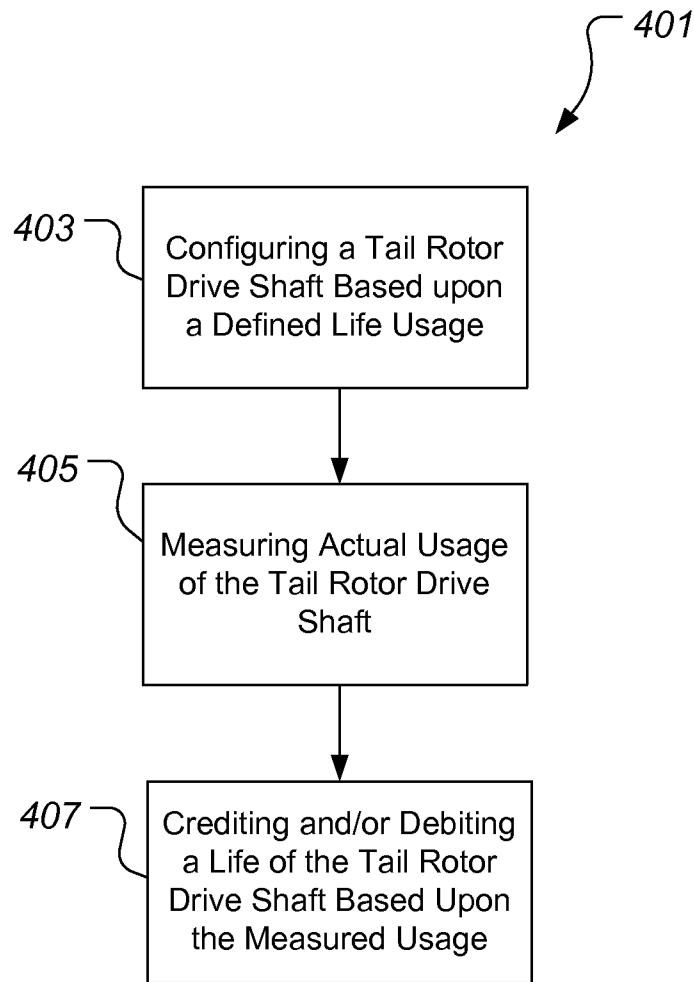 401
403
Configuring a Tail Rotor
Drive Shaft Based upon
a Defined Life Usage
405
Measuring Actual Usage
of the Tail Rotor Drive
Shaft
407
Crediting and/or Debiting
a Life of the Tail Rotor
Drive Shaft Based Upon
the Measured Usage